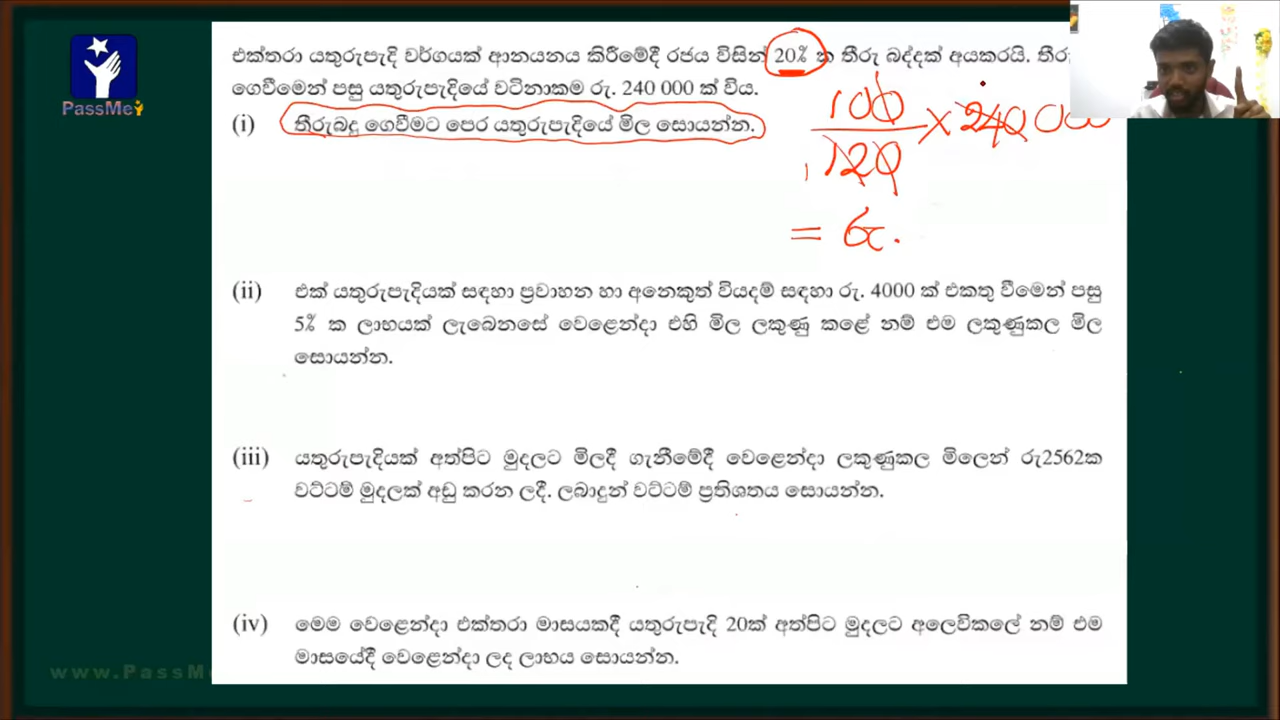 PassMe
එක්තරා යතුරුපැදි වර්ගයක් ආනයනය කිරීමේදී රජය විසින් 20% ක තීරු බද්දක් අයකරයි. තීරු
ගෙවීමෙන් පසු යතුරුපැදියේ වටිනාකම රු. 240 000 ක් විය.
(i) තීරුබදු ගෙවීමට පෙර යතුරුපැදියේ මිල සොයන්න.
100
120
× 240 000
= රු.
(ii) එක් යතුරුපැදියක් සඳහා ප්‍රවාහන හා අනෙකුත් වියදම් සඳහා රු. 4000 ක් එකතු වීමෙන් පසු
5% ක ලාභයක් ලැබෙනසේ වෙළෙන්දා එහි මිල ලකුණු කළේ නම් එම ලකුණුකල මිල
සොයන්න.
(iii) යතුරුපැදියක් අත්පිට මුදලට මිලදී ගැනීමේදී වෙළෙන්දා ලකුණුකල මිලෙන් රු2562ක
වට්ටම් මුදලක් අඩු කරන ලදී. ලබාදුන් වට්ටම් ප්‍රතිශතය සොයන්න.
(iv) මෙම වෙළෙන්දා එක්තරා මාසයකදී යතුරුපැදි 20ක් අත්පිට මුදලට අලෙවිකලේ නම් එම
මාසයේදී වෙළෙන්දා ලද ලාභය සොයන්න.
www.PassMe